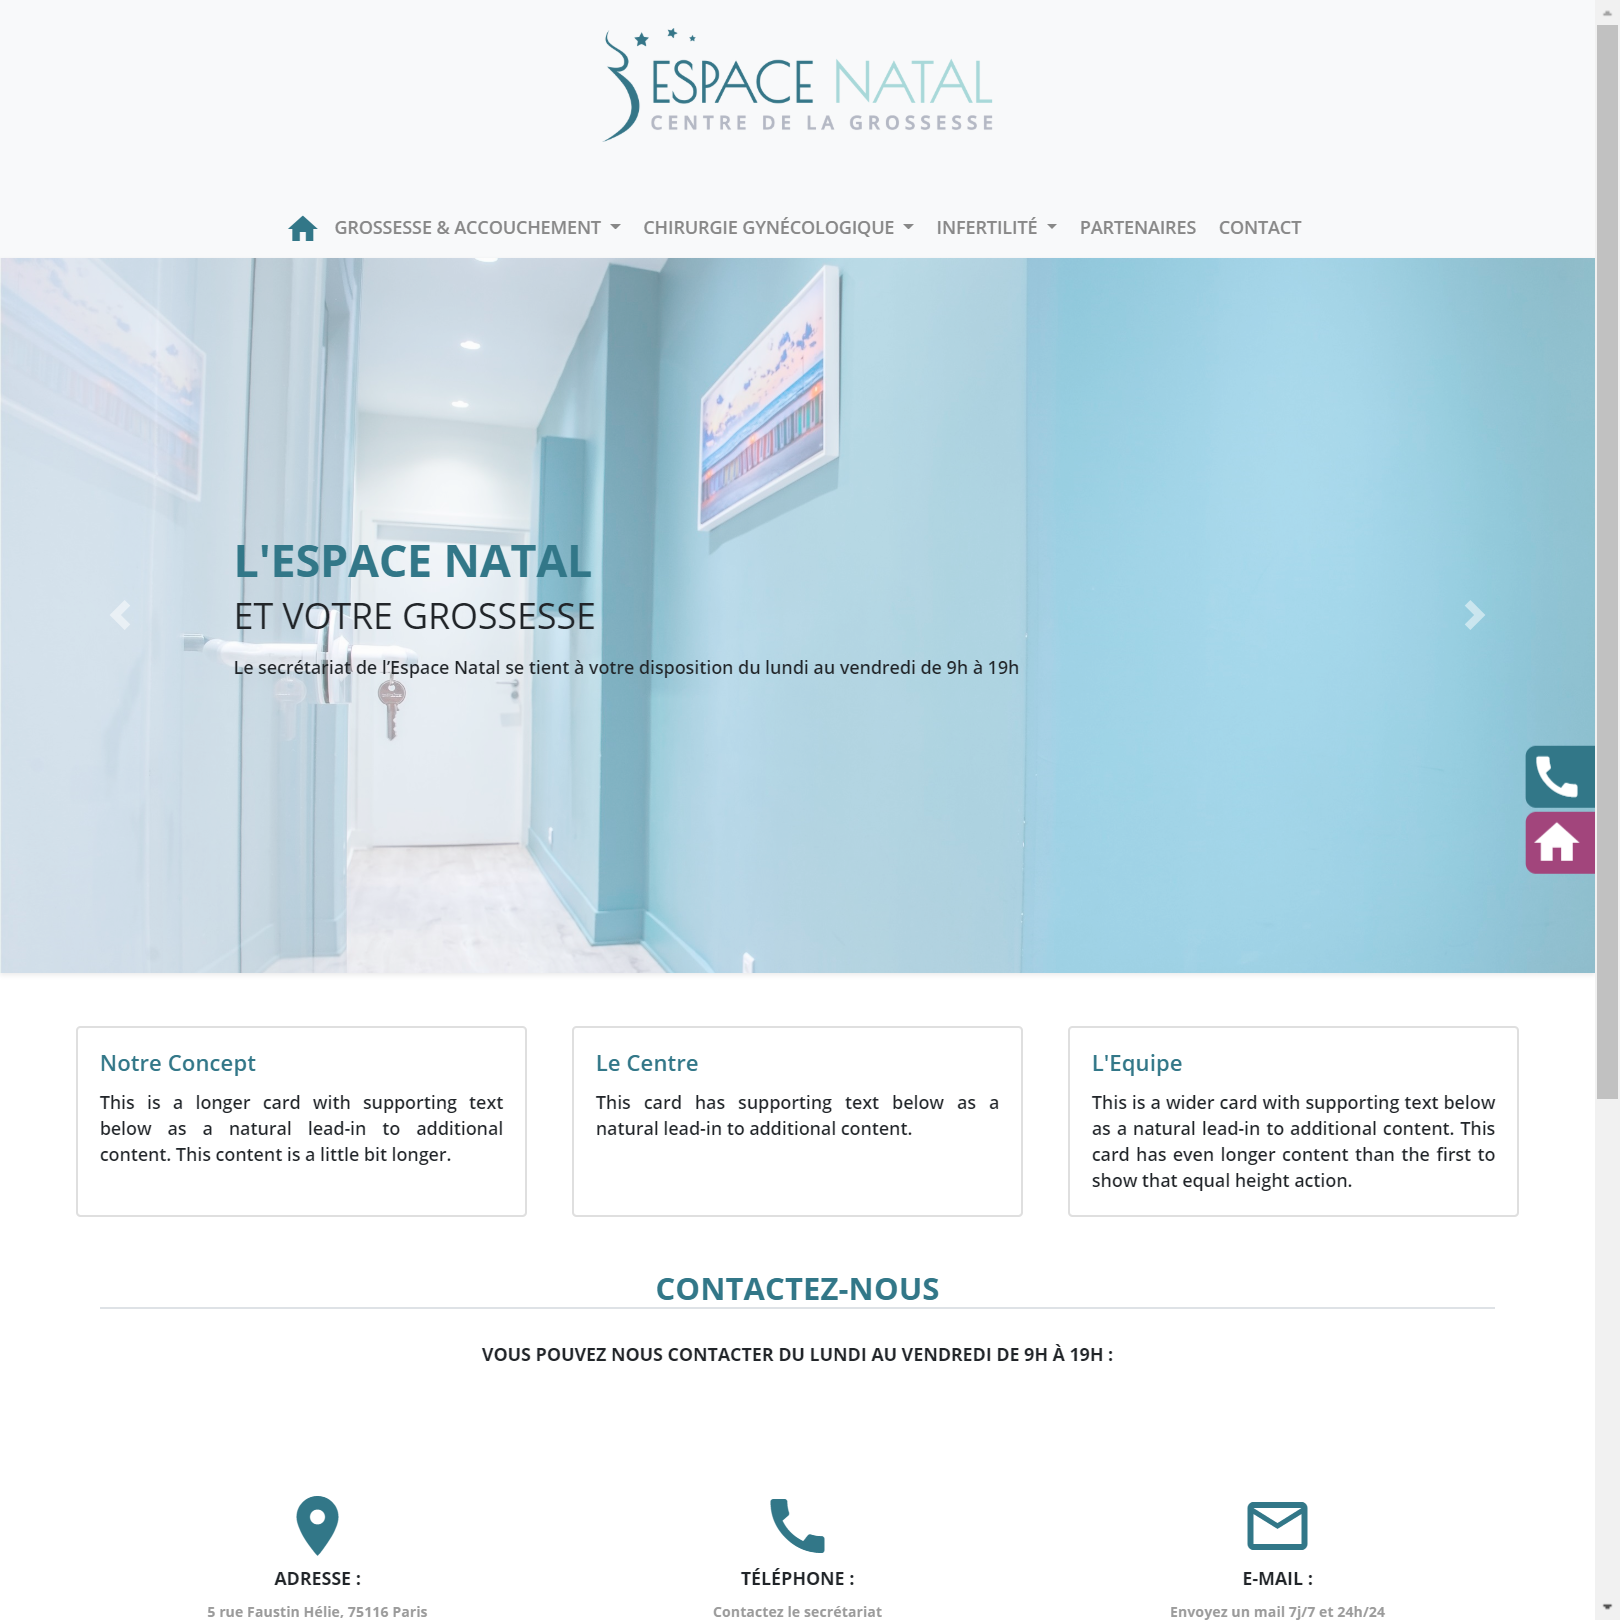 ESPACE NATAL
CENTRE DE LA GROSSESSE
GROSSESSE & ACCOUCHEMENT CHIRURGIE GYNÉCOLOGIQUE INFERTILITÉ PARTENAIRES CONTACT
L'ESPACE NATAL
ET VOTRE GROSSESSE
Le secrétariat de l’Espace Natal se tient à votre disposition du lundi au vendredi de 9h à 19h
Notre Concept
This is a longer card with supporting text
below as a natural lead-in to additional
content. This content is a little bit longer.
Le Centre
This card has supporting text below as a
natural lead-in to additional content.
L'Equipe
This is a wider card with supporting text below
as a natural lead-in to additional content. This
card has even longer content than the first to
show that equal height action.
CONTACTEZ-NOUS
VOUS POUVEZ NOUS CONTACTER DU LUNDI AU VENDREDI DE 9H À 19H :
ADRESSE :
5 rue Faustin Hélie, 75116 Paris
TÉLÉPHONE :
Contactez le secrétariat
E-MAIL :
Envoyez un mail 7j/7 et 24h/24